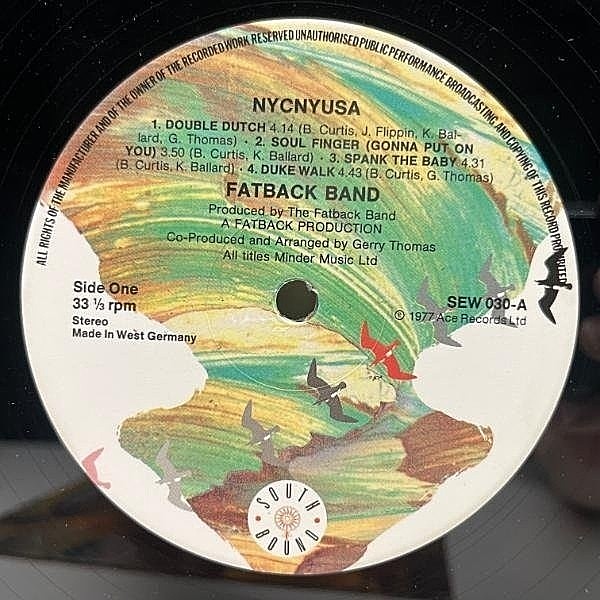 ALL RIGHTS OF THE MANUFACTURER AND OF THE OWNER OF THE RECORDED WORK RESERVED UNAUTHORISED PUBLIC PERFORMANCE BROADCASTING AND COPYING OF THIS RECORD PROHIBITED
NYCNYUSA
1. DOUBLE DUTCH 4.14 (B. Curtis, J. Flippin, K. Bal-
lard, G. Thomas) · 2. SOUL FINGER (GONNA PUT ON
YOU) 3.50 (B. Curtis, K. Ballard) · 3. SPANK THE BABY 4.31
(B. Curtis, K. Ballard) · 4. DUKE WALK 4.43 (B. Curtis, G. Thomas)
FATBACK BAND
Produced by The Fatback Band
A FATBACK PRODUCTION
Co-Produced and Arranged by Gerry Thomas
All titles Minder Music Ltd
Side One
33 ⅓ rpm
Stereo
Made In West Germany
SEW 030-A
℗ 1977 Ace Records Ltd
SOUTH
BOUND